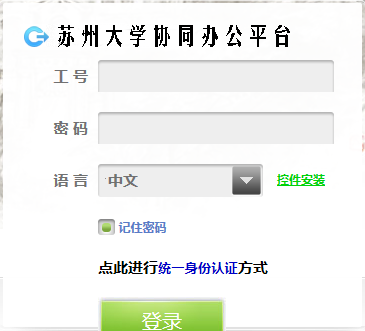 苏州大学协同办公平台
工号
密码
语言 中文 控件安装
记住密码
点此进行统一身份认证方式
登录